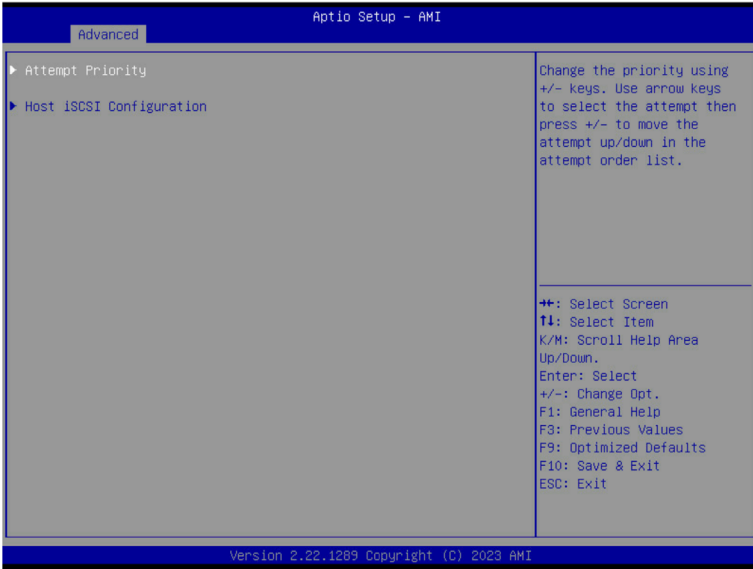 Aptio Setup – AMI
Advanced
▶ Attempt Priority
▶ Host iSCSI Configuration
Change the priority using
+/– keys. Use arrow keys
to select the attempt then
press +/– to move the
attempt up/down in the
attempt order list.
→←: Select Screen
↑↓: Select Item
K/M: Scroll Help Area
Up/Down.
Enter: Select
+/–: Change Opt.
F1: General Help
F3: Previous Values
F9: Optimized Defaults
F10: Save & Exit
ESC: Exit
Version 2.22.1289 Copyright (C) 2023 AMI